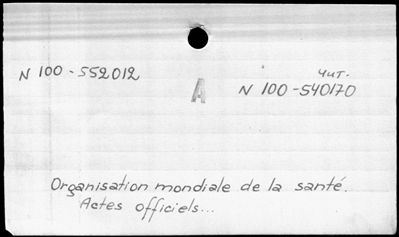 N 100-552012
чит.
A
N 100-540170
Organisation mondiale de la santé.
Actes officiels...